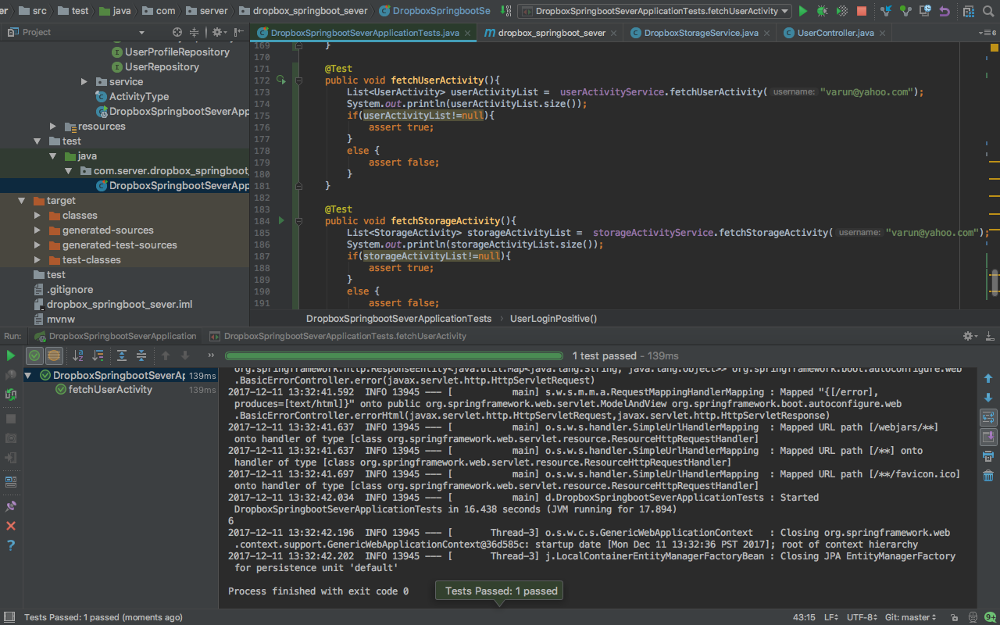 er src test java com server dropbox_springboot_sever DropboxSpringbootSe DropboxSpringbootSeverApplicationTests.fetchUserActivity
Project
DropboxSpringbootSeverApplicationTests.java dropbox_springboot_sever DropboxStorageService.java UserController.java 6
UserProfileRepository
UserRepository
service
ActivityType
DropboxSpringbootSeverApp
resources
test
java
com.server.dropbox_springboot_
DropboxSpringbootSeverApp
target
classes
generated-sources
generated-test-sources
test-classes
test
.gitignore
dropbox_springboot_sever.iml
mvnw
169 }
170
171 @Test
172 public void fetchUserActivity(){
173 List<UserActivity> userActivityList = userActivityService.fetchUserActivity( username: "varun@yahoo.com");
174 System.out.println(userActivityList.size());
175 if(userActivityList!=null){
176 assert true;
177 }
178 else {
179 assert false;
180 }
181 }
182
183 @Test
184 public void fetchStorageActivity(){
185 List<StorageActivity> storageActivityList = storageActivityService.fetchStorageActivity( username: "varun@yahoo.com");
186 System.out.println(storageActivityList.size());
187 if(storageActivityList!=null){
188 assert true;
189 }
190 else {
191 assert false;
DropboxSpringbootSeverApplicationTests › UserLoginPositive()
Run: DropboxSpringbootSeverApplication DropboxSpringbootSeverApplicationTests.fetchUserActivity
1 test passed – 139ms
DropboxSpringbootSeverAp 139ms
fetchUserActivity 139ms
org.springframework.http.ResponseEntity<java.util.Map<java.lang.String, java.lang.Object>> org.springframework.boot.autoconfigure.web
.BasicErrorController.error(javax.servlet.http.HttpServletRequest)
2017-12-11 13:32:41.592 INFO 13945 --- [ main] s.w.s.m.m.a.RequestMappingHandlerMapping : Mapped "{[/error],
produces=[text/html]}" onto public org.springframework.web.servlet.ModelAndView org.springframework.boot.autoconfigure.web
.BasicErrorController.errorHtml(javax.servlet.http.HttpServletRequest,javax.servlet.http.HttpServletResponse)
2017-12-11 13:32:41.637 INFO 13945 --- [ main] o.s.w.s.handler.SimpleUrlHandlerMapping : Mapped URL path [/webjars/**]
onto handler of type [class org.springframework.web.servlet.resource.ResourceHttpRequestHandler]
2017-12-11 13:32:41.637 INFO 13945 --- [ main] o.s.w.s.handler.SimpleUrlHandlerMapping : Mapped URL path [/**] onto
handler of type [class org.springframework.web.servlet.resource.ResourceHttpRequestHandler]
2017-12-11 13:32:41.697 INFO 13945 --- [ main] o.s.w.s.handler.SimpleUrlHandlerMapping : Mapped URL path [/**/favicon.ico]
onto handler of type [class org.springframework.web.servlet.resource.ResourceHttpRequestHandler]
2017-12-11 13:32:42.034 INFO 13945 --- [ main] d.DropboxSpringbootSeverApplicationTests : Started
DropboxSpringbootSeverApplicationTests in 16.438 seconds (JVM running for 17.894)
6
2017-12-11 13:32:42.196 INFO 13945 --- [ Thread-3] o.s.w.c.s.GenericWebApplicationContext : Closing org.springframework.web
.context.support.GenericWebApplicationContext@36d585c: startup date [Mon Dec 11 13:32:36 PST 2017]; root of context hierarchy
2017-12-11 13:32:42.202 INFO 13945 --- [ Thread-3] j.LocalContainerEntityManagerFactoryBean : Closing JPA EntityManagerFactory
for persistence unit 'default'
Process finished with exit code 0
Tests Passed: 1 passed
Tests Passed: 1 passed (moments ago) 43:15 LF UTF-8 Git: master 9+